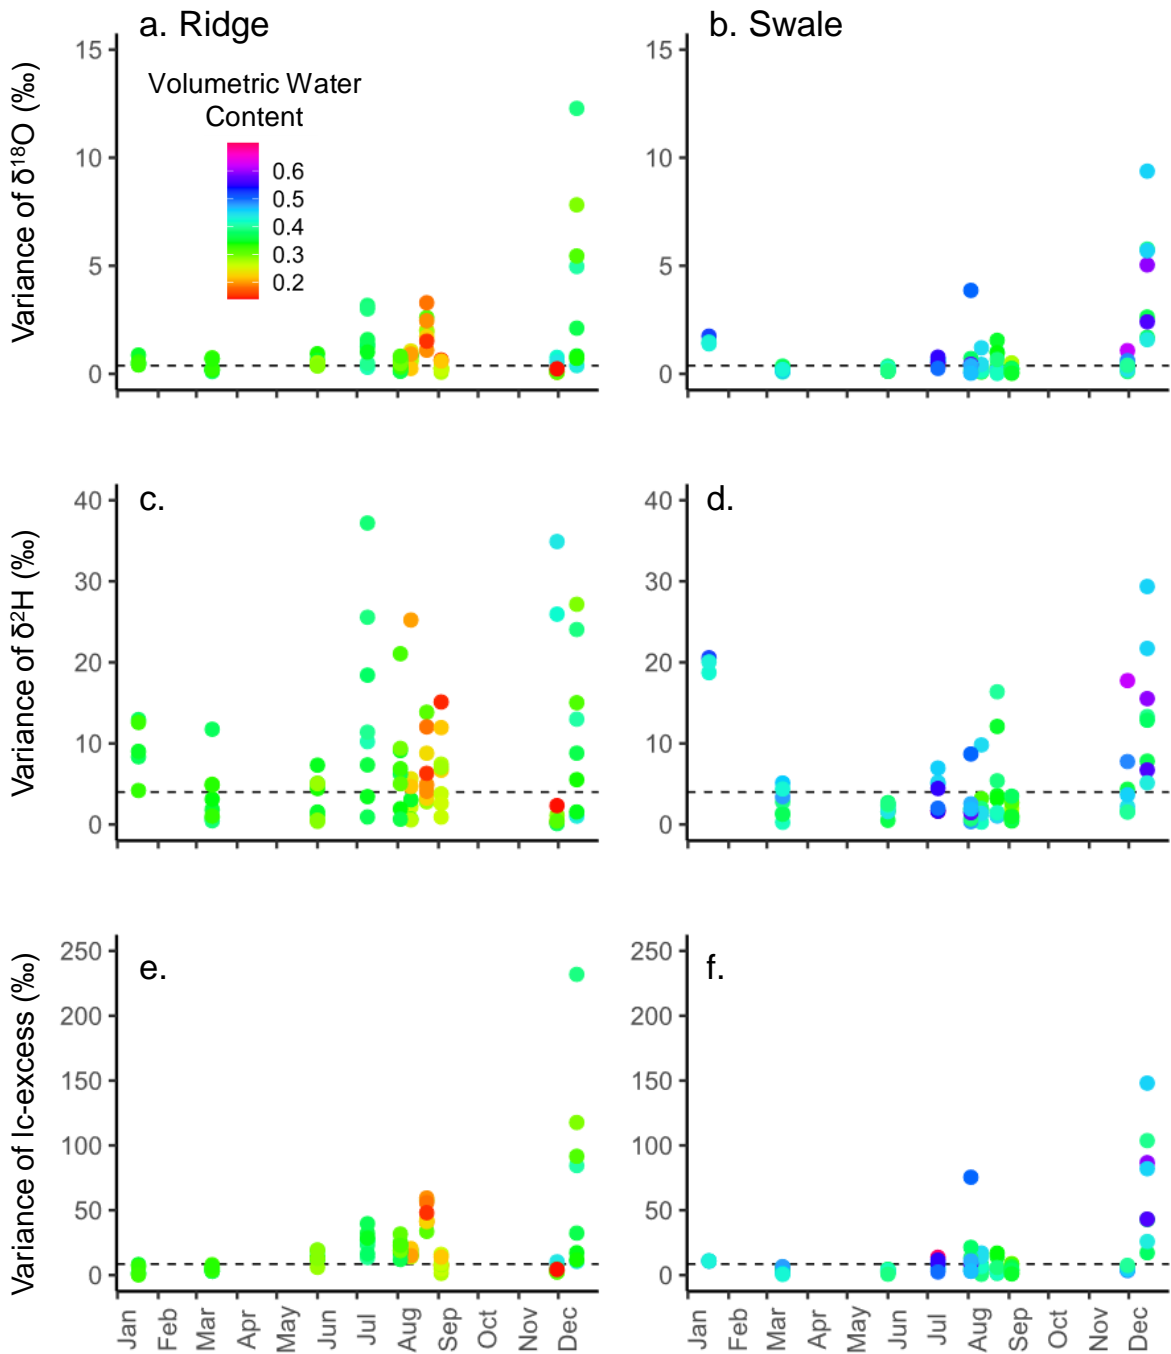 a. Ridge
b. Swale
Variance of δ¹⁸O (‰)
15
10
5
0
Volumetric Water
Content
0.6
0.5
0.4
0.3
0.2
15
10
5
0
c.
d.
Variance of δ²H (‰)
40
30
20
10
0
40
30
20
10
0
e.
f.
Variance of lc-excess (‰)
250
200
150
100
50
0
250
200
150
100
50
0
Jan Feb Mar Apr May Jun Jul Aug Sep Oct Nov Dec
Jan Feb Mar Apr May Jun Jul Aug Sep Oct Nov Dec